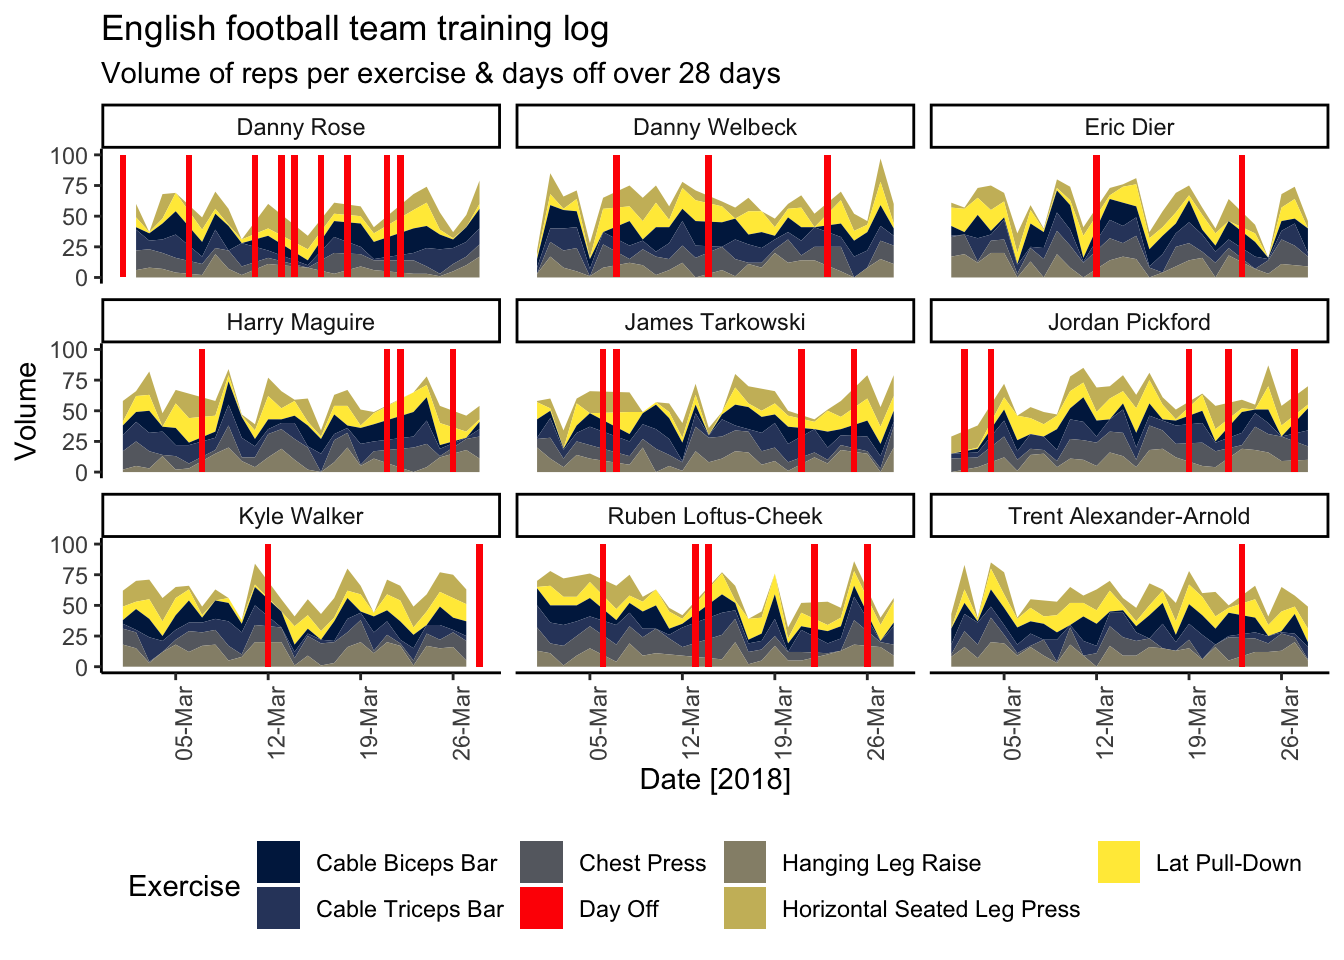 English football team training log
Volume of reps per exercise & days off over 28 days
Danny Rose
Danny Welbeck
Eric Dier
100
75
50
25
0
Harry Maguire
James Tarkowski
Jordan Pickford
100
75
50
25
0
Volume
Kyle Walker
Ruben Loftus-Cheek
Trent Alexander-Arnold
100
75
50
25
0
05-Mar
12-Mar
19-Mar
26-Mar
05-Mar
12-Mar
19-Mar
26-Mar
05-Mar
12-Mar
19-Mar
26-Mar
Date [2018]
Exercise
Cable Biceps Bar
Chest Press
Hanging Leg Raise
Lat Pull-Down
Cable Triceps Bar
Day Off
Horizontal Seated Leg Press